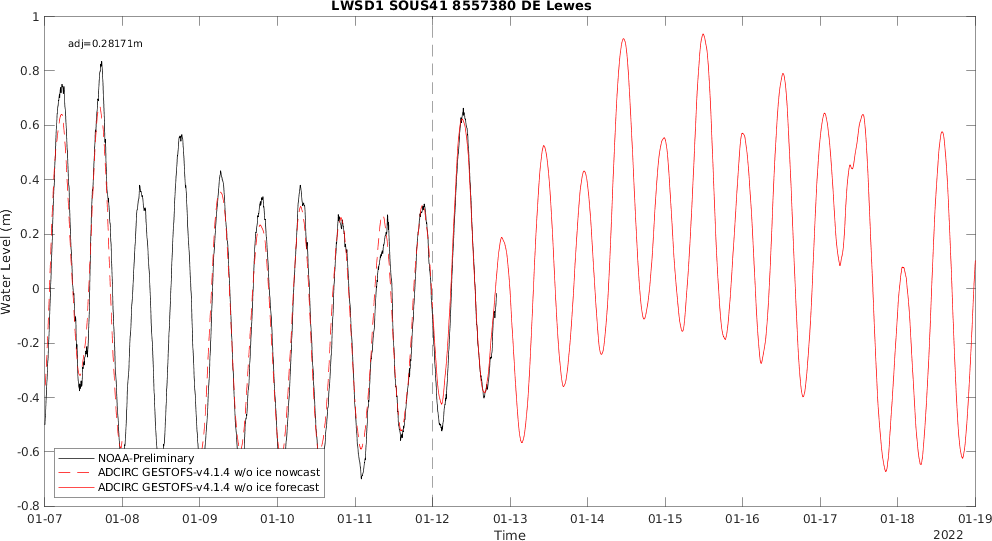 LWSD1 SOUS41 8557380 DE Lewes
adj=0.28171m
Water Level (m)
1
0.8
0.6
0.4
0.2
0
-0.2
-0.4
-0.6
-0.8
NOAA-Preliminary
ADCIRC GESTOFS-v4.1.4 w/o ice nowcast
ADCIRC GESTOFS-v4.1.4 w/o ice forecast
01-07 01-08 01-09 01-10 01-11 01-12 01-13 01-14 01-15 01-16 01-17 01-18 01-19
Time
2022